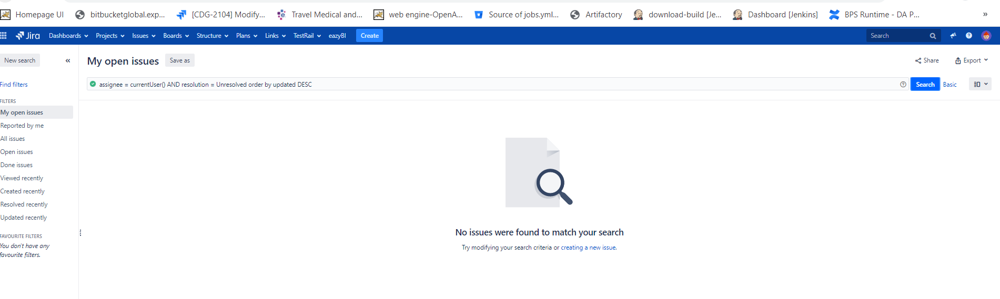 Homepage UI bitbucketglobal.exp... [CDG-2104] Modify... Travel Medical and... web engine-OpenA... Source of jobs.yml... Artifactory download-build [Je... Dashboard [Jenkins] BPS Runtime - DA P... »
Jira Dashboards Projects Issues Boards Structure Plans Links TestRail eazyBI Create Search
New search «
My open issues Save as Share Export
Find filters
assignee = currentUser() AND resolution = Unresolved order by updated DESC Search Basic
FILTERS
My open issues
Reported by me
All issues
Open issues
Done issues
Viewed recently
Created recently
Resolved recently
Updated recently
FAVOURITE FILTERS
You don't have any
favourite filters.
No issues were found to match your search
Try modifying your search criteria or creating a new issue.